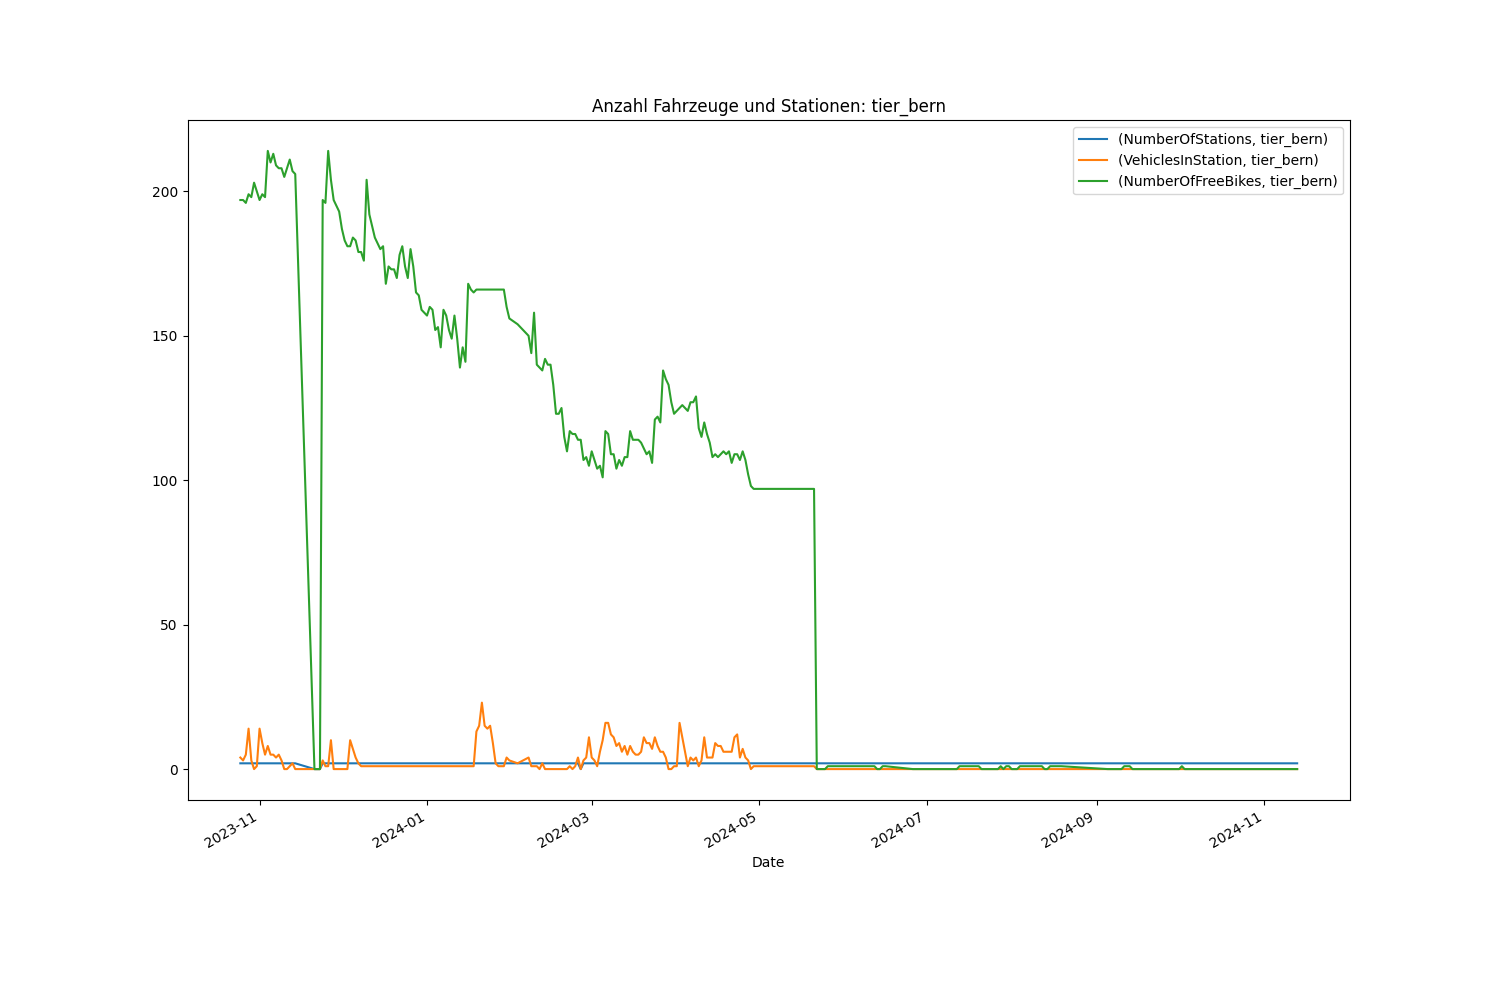 Anzahl Fahrzeuge und Stationen: tier_bern
(NumberOfStations, tier_bern)
(VehiclesInStation, tier_bern)
(NumberOfFreeBikes, tier_bern)
200
150
100
50
0
2023-11
2024-01
2024-03
2024-05
2024-07
2024-09
2024-11
Date